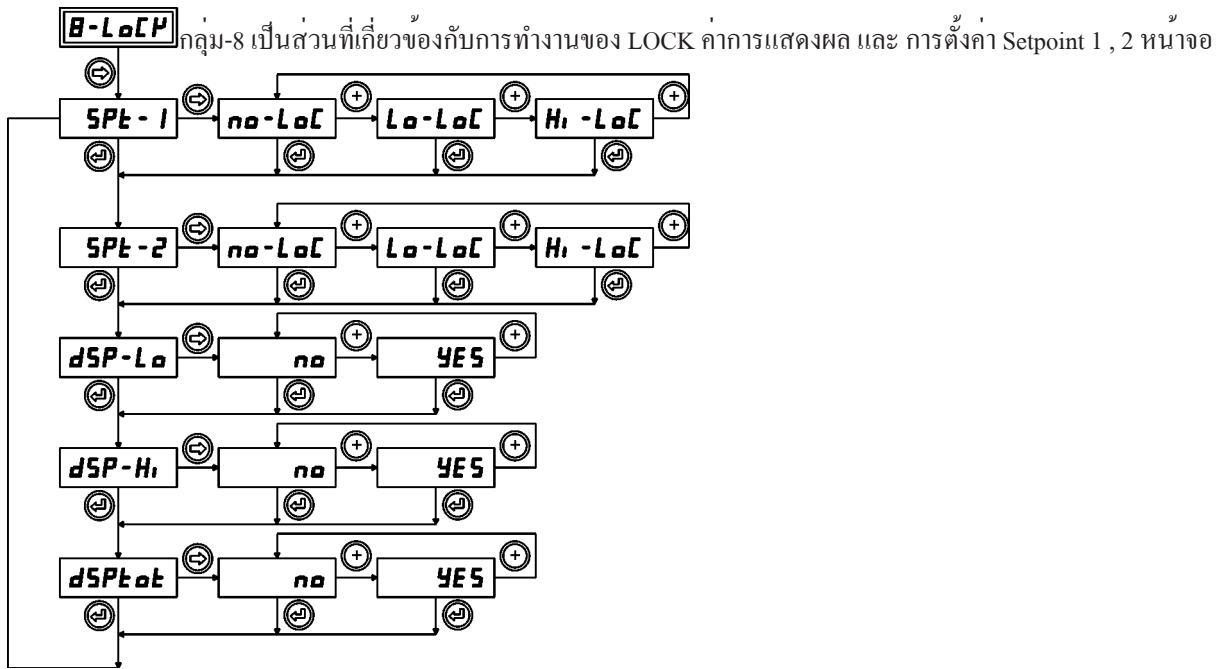 8-LoCK กลุ่ม-8 เป็นส่วนที่เกี่ยวข้องกับการทำงานของ LOCK ค่าการแสดงผล และ การตั้งค่า Setpoint 1 , 2 หน้าจอ
SPt-1 no-LoC + Lo-LoC + Hi-LoC +
SPt-2 no-LoC + Lo-LoC + Hi-LoC +
dSP-Lo no + YES +
dSP-Hi no + YES +
dSPtot no + YES +